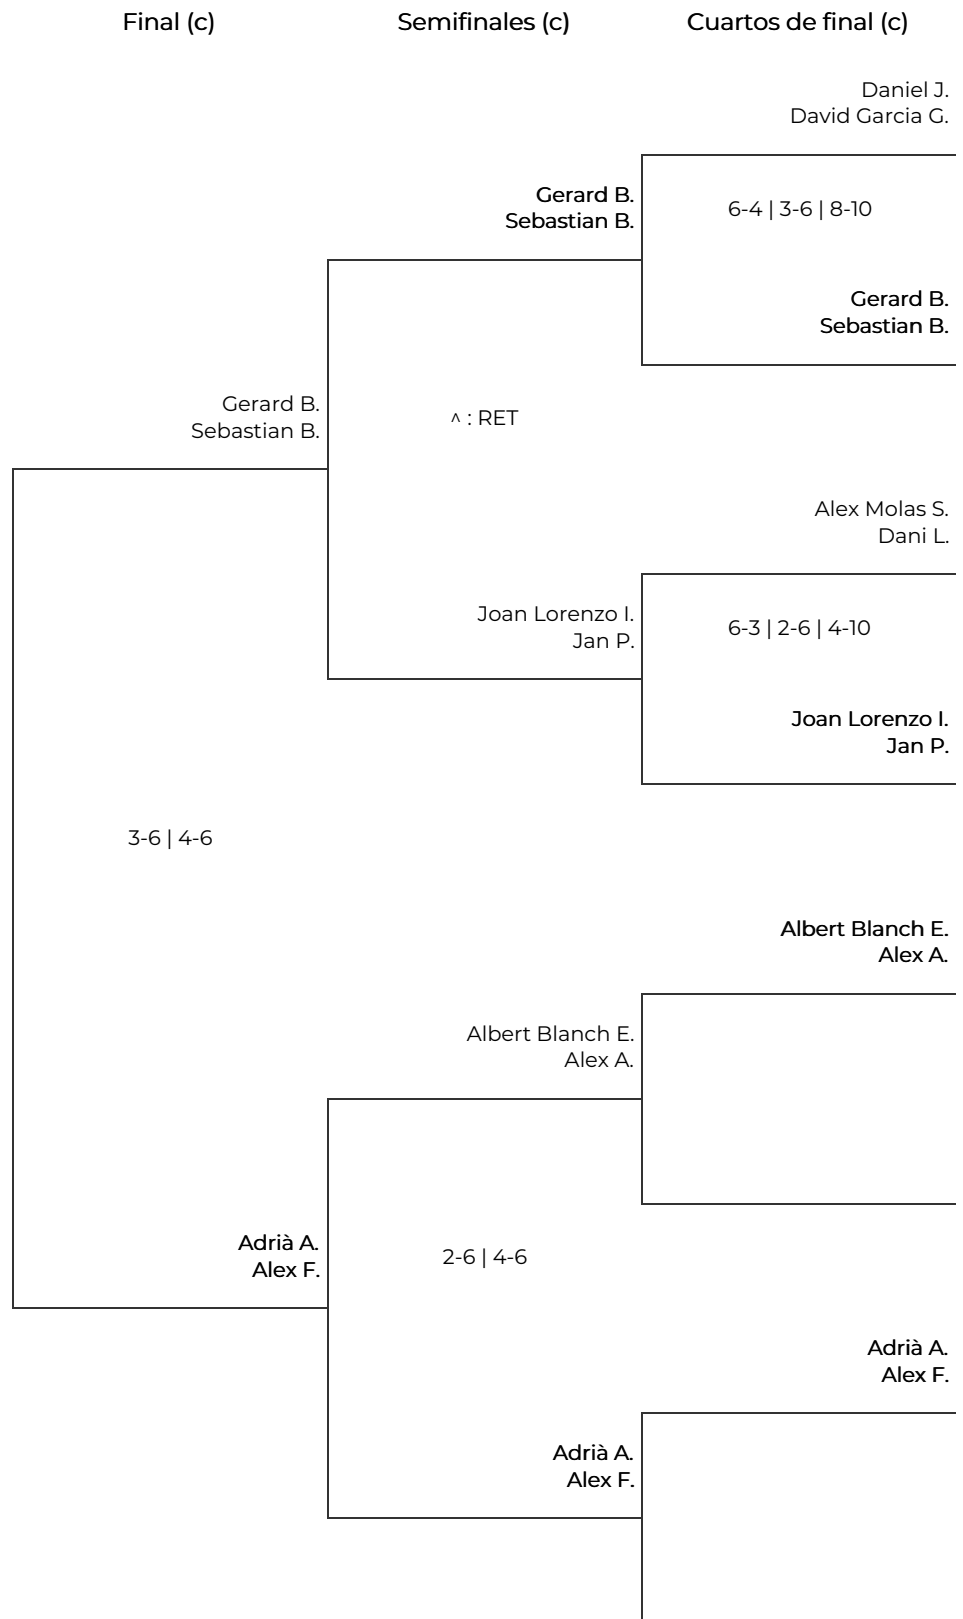 Final (c)
Semifinales (c)
Cuartos de final (c)
Daniel J.
David Garcia G.
Gerard B.
Sebastian B.
6-4 | 3-6 | 8-10
Gerard B.
Sebastian B.
Gerard B.
Sebastian B.
^ : RET
Alex Molas S.
Dani L.
Joan Lorenzo I.
Jan P.
6-3 | 2-6 | 4-10
Joan Lorenzo I.
Jan P.
3-6 | 4-6
Albert Blanch E.
Alex A.
Albert Blanch E.
Alex A.
Adrià A.
Alex F.
2-6 | 4-6
Adrià A.
Alex F.
Adrià A.
Alex F.